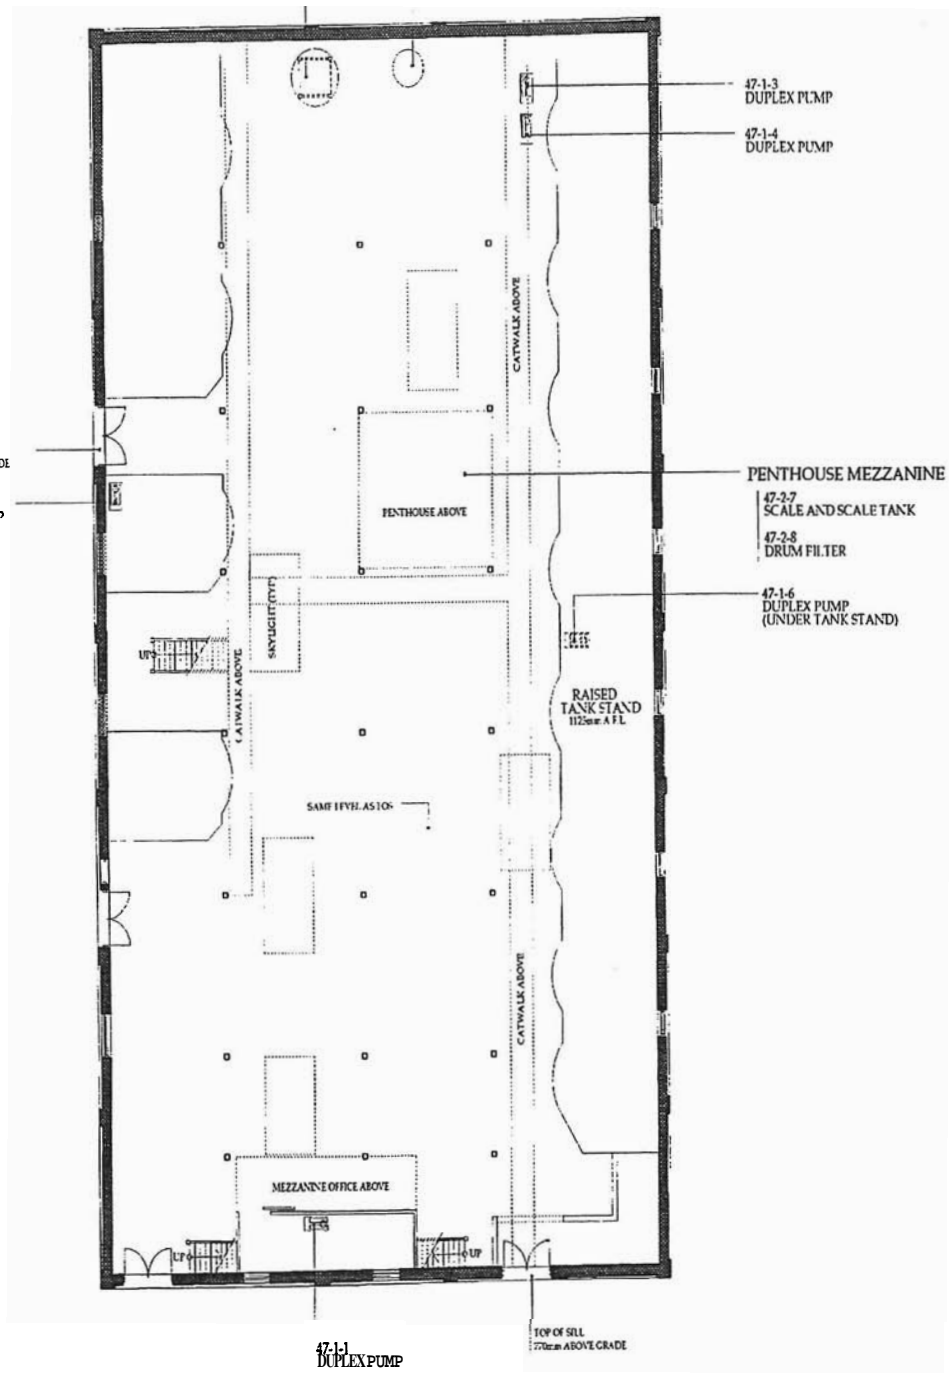 47-1-3
DUPLEX PUMP
47-1-4
DUPLEX PUMP
CATWALK ABOVE
PENTHOUSE MEZZANINE
47-2-7
SCALE AND SCALE TANK
47-2-8
DRUM FILTER
PENTHOUSE ABOVE
SKYLIGHT (TYP)
47-1-6
DUPLEX PUMP
(UNDER TANK STAND)
UP
CATWALK ABOVE
RAISED
TANK STAND
1125mm A.F.L.
SAME LEVEL AS
CATWALK ABOVE
MEZZANINE OFFICE ABOVE
UP
UP
47-1-1
DUPLEX PUMP
TOP OF SILL
ABOVE GRADE